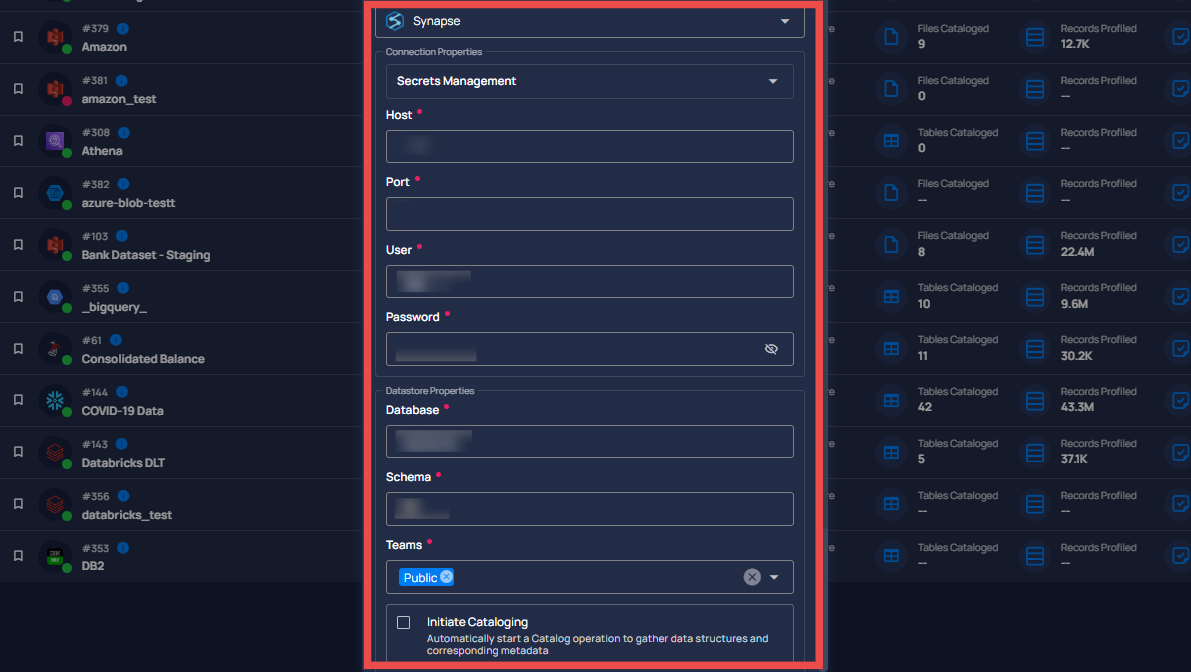 Synapse
Connection Properties
Secrets Management
Host *
Port *
User *
Password *
Datastore Properties
Database *
Schema *
Teams *
Public
Initiate Cataloging
Automatically start a Catalog operation to gather data structures and
corresponding metadata
#379
Amazon
Files Cataloged
9
Records Profiled
12.7K
#381
amazon_test
Files Cataloged
0
Records Profiled
--
#308
Athena
Tables Cataloged
0
Records Profiled
--
#382
azure-blob-testt
Files Cataloged
--
Records Profiled
--
#103
Bank Dataset - Staging
Files Cataloged
8
Records Profiled
22.4M
#355
_bigquery_
Tables Cataloged
10
Records Profiled
9.6M
#61
Consolidated Balance
Tables Cataloged
11
Records Profiled
30.2K
#144
COVID-19 Data
Tables Cataloged
42
Records Profiled
43.3M
#143
Databricks DLT
Tables Cataloged
5
Records Profiled
37.1K
#356
databricks_test
Tables Cataloged
--
Records Profiled
--
#353
DB2
Tables Cataloged
--
Records Profiled
--